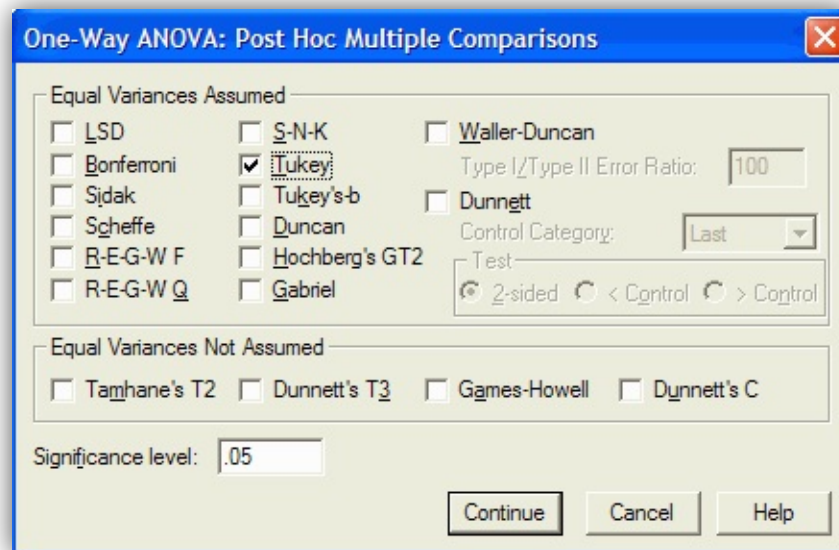 One-Way ANOVA: Post Hoc Multiple Comparisons
Equal Variances Assumed
LSD
Bonferroni
Sidak
Scheffe
R-E-G-W F
R-E-G-W Q
S-N-K
Tukey
Tukey's-b
Duncan
Hochberg's GT2
Gabriel
Waller-Duncan
Type I/Type II Error Ratio: 100
Dunnett
Control Category: Last
Test
2-sided < Control > Control
Equal Variances Not Assumed
Tamhane's T2 Dunnett's T3 Games-Howell Dunnett's C
Significance level: .05
Continue Cancel Help